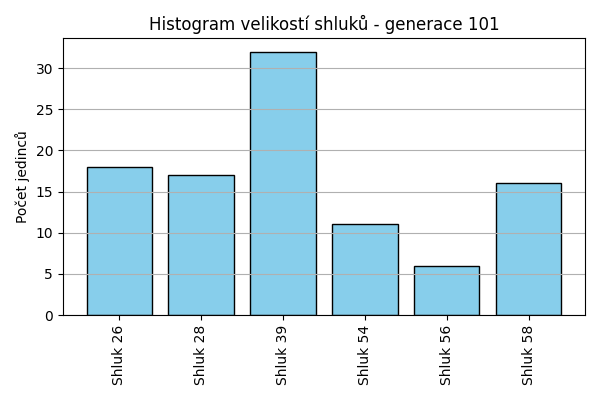 Histogram velikostí shluků - generace 101
Počet jedinců
30
25
20
15
10
5
0
Shluk 26
Shluk 28
Shluk 39
Shluk 54
Shluk 56
Shluk 58